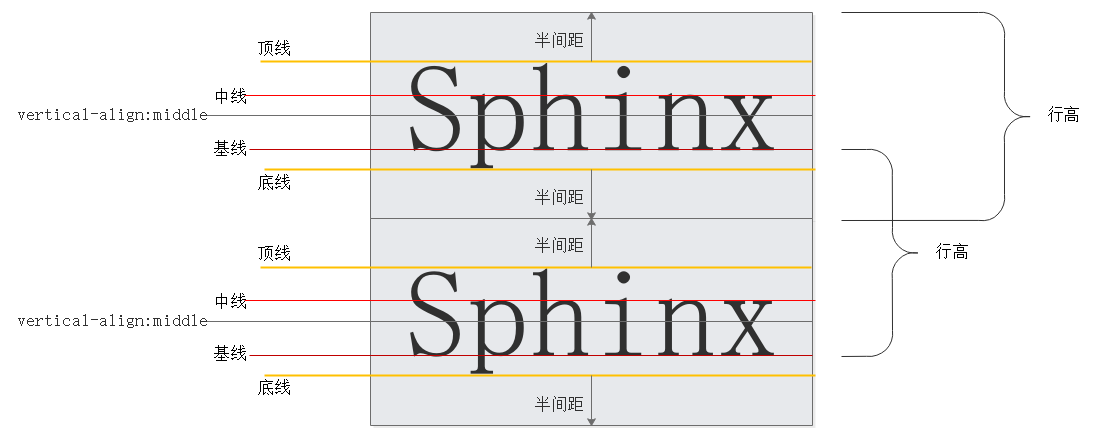 半间距
顶线
Sphinx
中线
vertical-align:middle
行高
基线
底线
半间距
半间距
顶线
行高
Sphinx
中线
vertical-align:middle
基线
底线
半间距